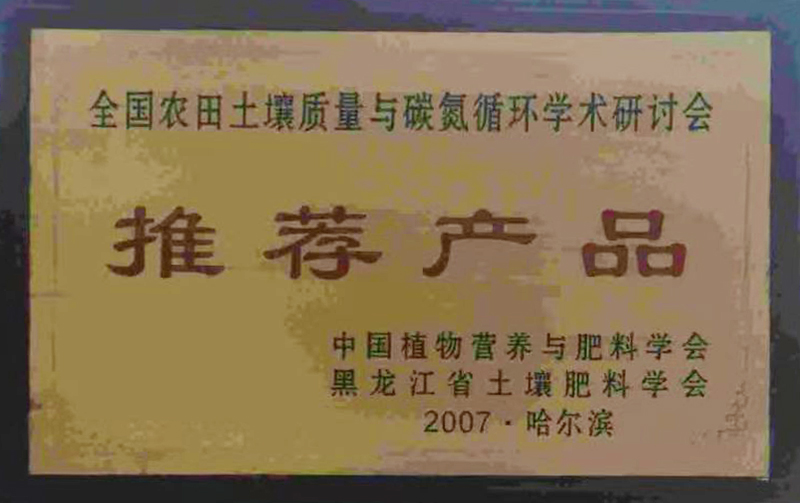 全国农田土壤质量与碳氮循环学术研讨会
推荐产品
中国植物营养与肥料学会
黑龙江省土壤肥料学会
2007·哈尔滨